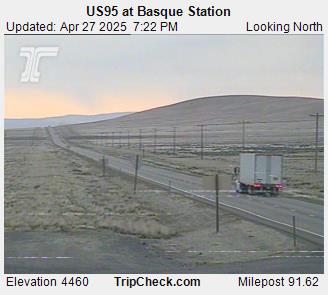 US95 at Basque Station
Updated: Apr 27 2025 7:22 PM Looking North
Elevation 4460 TripCheck.com Milepost 91.62